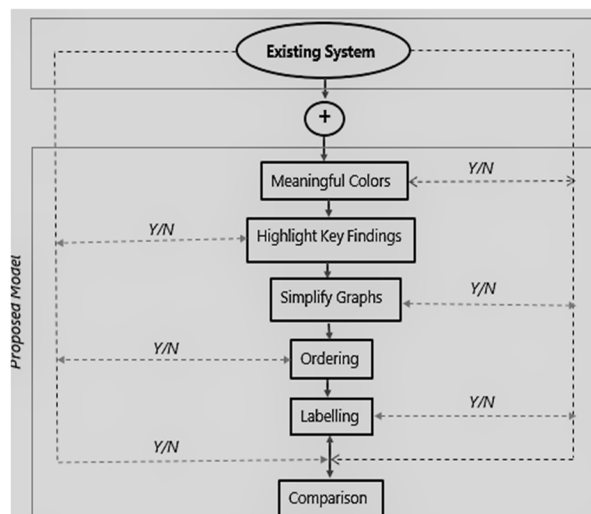 Existing System
+
Meaningful Colors
Y/N
Y/N
Highlight Key Findings
Simplify Graphs
Y/N
Y/N
Ordering
Labelling
Y/N
Y/N
Comparison
Proposed Model